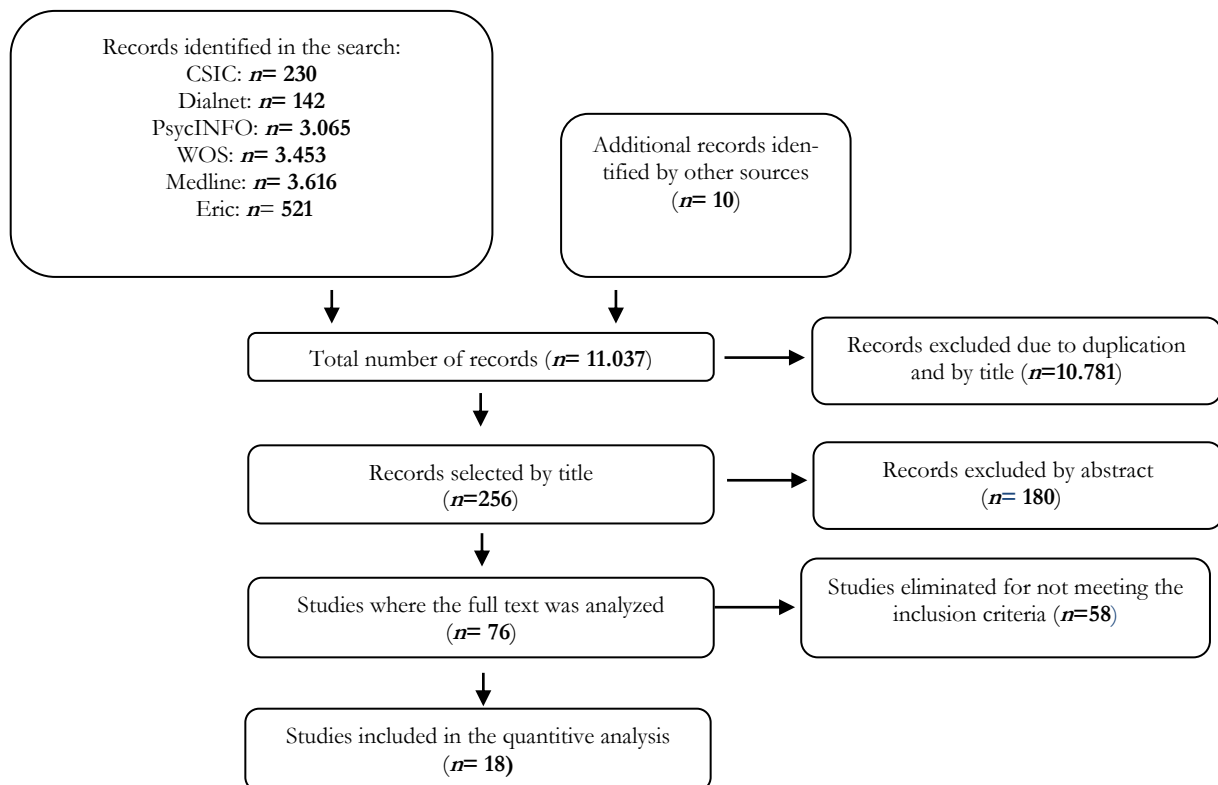 Records identified in the search:
CSIC: n= 230
Dialnet: n= 142
PsycINFO: n= 3.065
WOS: n= 3.453
Medline: n= 3.616
Eric: n= 521
Additional records iden-
tified by other sources
(n= 10)
Total number of records (n= 11.037)
Records excluded due to duplication
and by title (n=10.781)
Records selected by title
(n=256)
Records excluded by abstract
(n= 180)
Studies where the full text was analyzed
(n= 76)
Studies eliminated for not meeting the
inclusion criteria (n=58)
Studies included in the quantitive analysis
(n= 18)